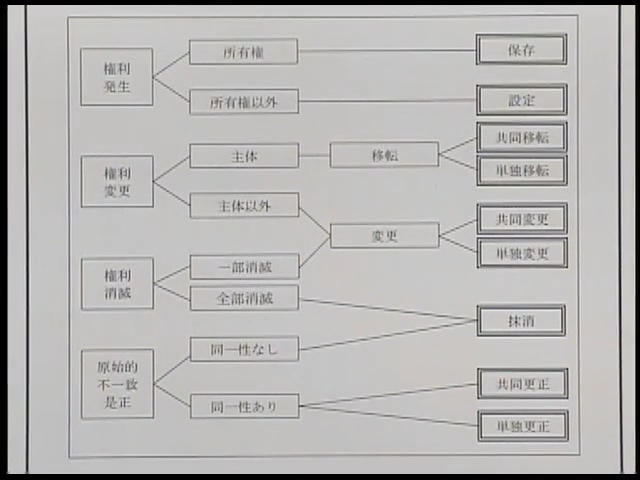 権利
発生
所有権
保存
所有権以外
設定
権利
変更
主体
移転
共同移転
単独移転
主体以外
変更
共同変更
単独変更
権利
消滅
一部消滅
全部消滅
抹消
原始的
不一致
是正
同一性なし
同一性あり
共同更正
単独更正